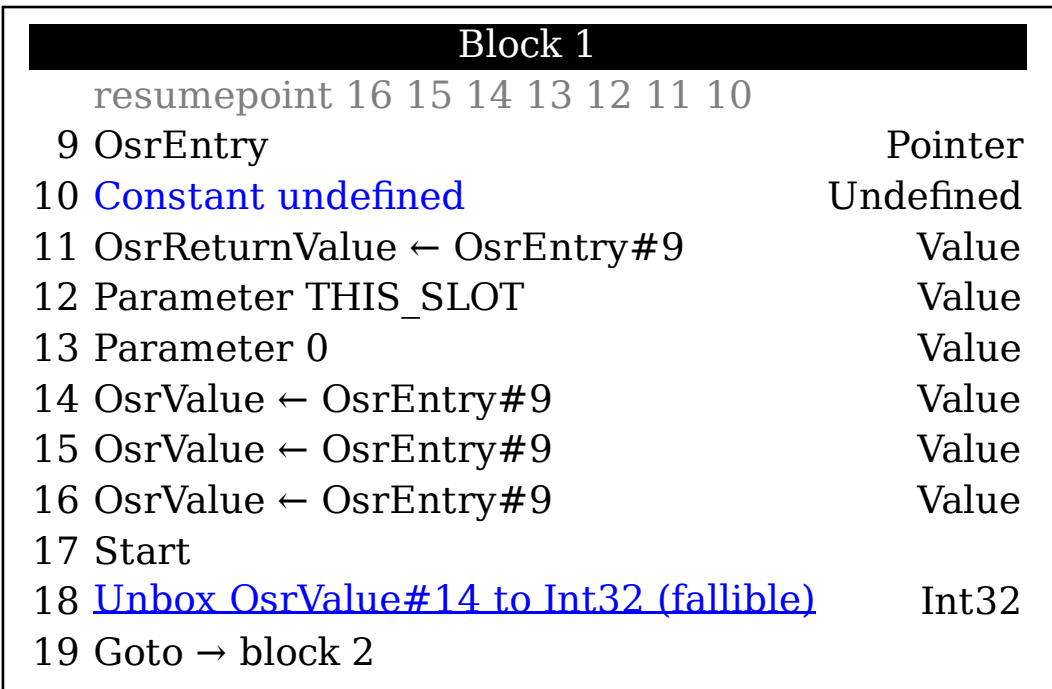 Block 1
resumepoint 16 15 14 13 12 11 10
9 OsrEntry Pointer
10 Constant undefined Undefined
11 OsrReturnValue ← OsrEntry#9 Value
12 Parameter THIS_SLOT Value
13 Parameter 0 Value
14 OsrValue ← OsrEntry#9 Value
15 OsrValue ← OsrEntry#9 Value
16 OsrValue ← OsrEntry#9 Value
17 Start
18 Unbox OsrValue#14 to Int32 (fallible) Int32
19 Goto → block 2